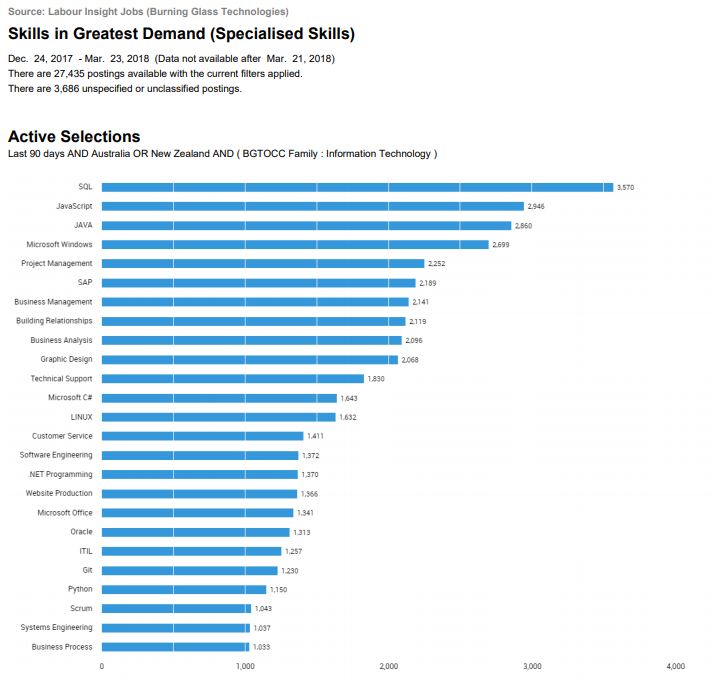 Source: Labour Insight Jobs (Burning Glass Technologies)
Skills in Greatest Demand (Specialised Skills)
Dec. 24, 2017 - Mar. 23, 2018 (Data not available after Mar. 21, 2018)
There are 27,435 postings available with the current filters applied.
There are 3,686 unspecified or unclassified postings.
Active Selections
Last 90 days AND Australia OR New Zealand AND ( BGTOCC Family : Information Technology )
SQL 3,570
JavaScript 2,946
JAVA 2,860
Microsoft Windows 2,699
Project Management 2,252
SAP 2,189
Business Management 2,141
Building Relationships 2,119
Business Analysis 2,096
Graphic Design 2,068
Technical Support 1,830
Microsoft C# 1,643
LINUX 1,632
Customer Service 1,411
Software Engineering 1,372
.NET Programming 1,370
Website Production 1,366
Microsoft Office 1,341
Oracle 1,313
ITIL 1,257
Git 1,230
Python 1,150
Scrum 1,043
Systems Engineering 1,037
Business Process 1,033
0 1,000 2,000 3,000 4,000